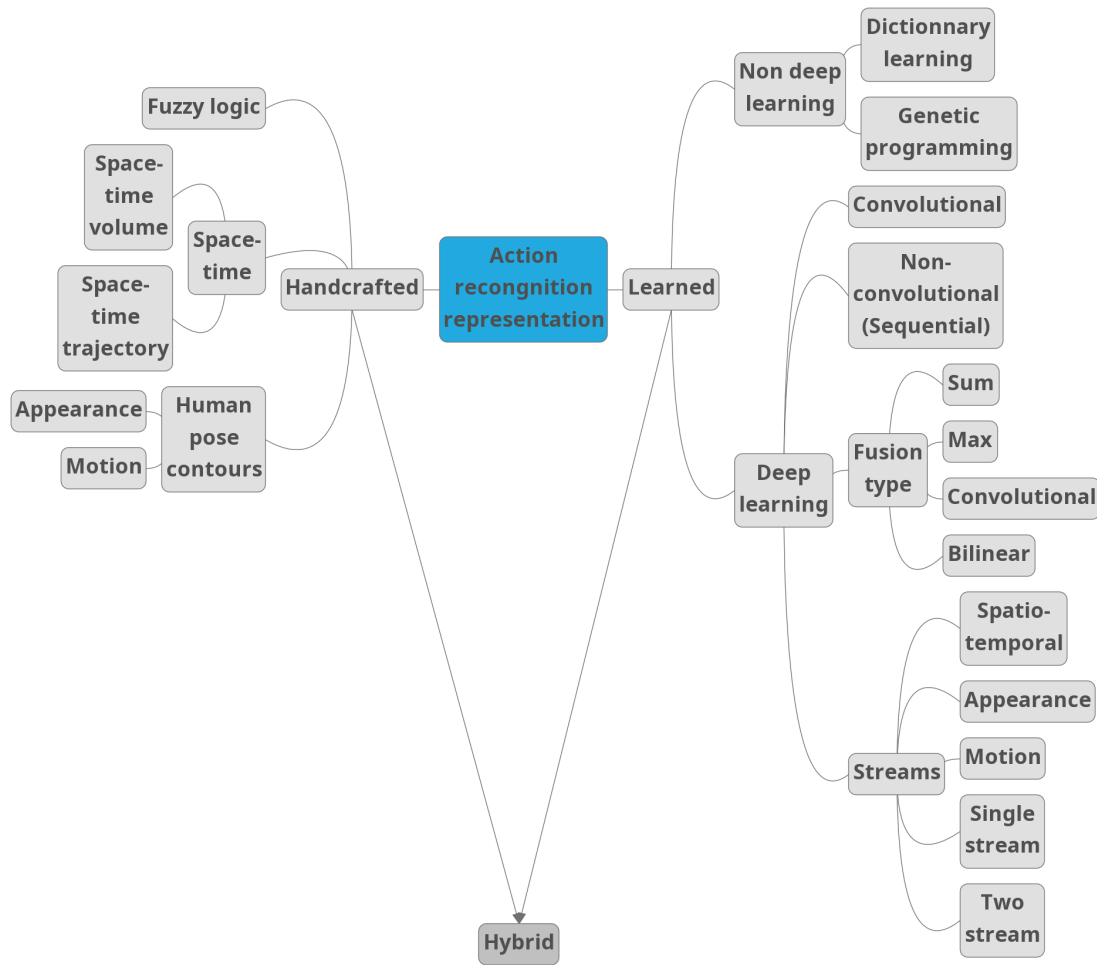 Action
recongnition
representation
Handcrafted
Fuzzy logic
Space-
time
Space-
time
volume
Space-
time
trajectory
Human
pose
contours
Appearance
Motion
Learned
Non deep
learning
Dictionnary
learning
Genetic
programming
Deep
learning
Convolutional
Non-
convolutional
(Sequential)
Fusion
type
Sum
Max
Convolutional
Bilinear
Streams
Spatio-
temporal
Appearance
Motion
Single
stream
Two
stream
Hybrid